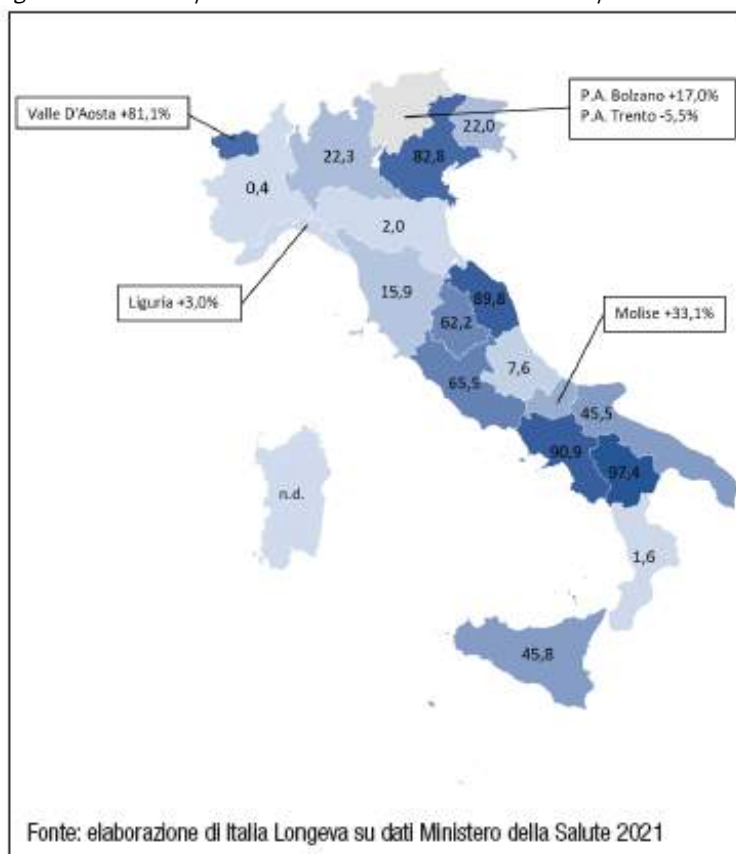 P.A. Bolzano +17,0%
P.A. Trento -5,5%
Valle D'Aosta +81,1%
22,0
22,3
82,8
0,4
2,0
Liguria +3,0%
15,9
89,8
62,2
Molise +33,1%
7,6
65,5
45,5
90,9
97,4
n.d.
1,6
45,8
Fonte: elaborazione di Italia Longeva su dati Ministero della Salute 2021